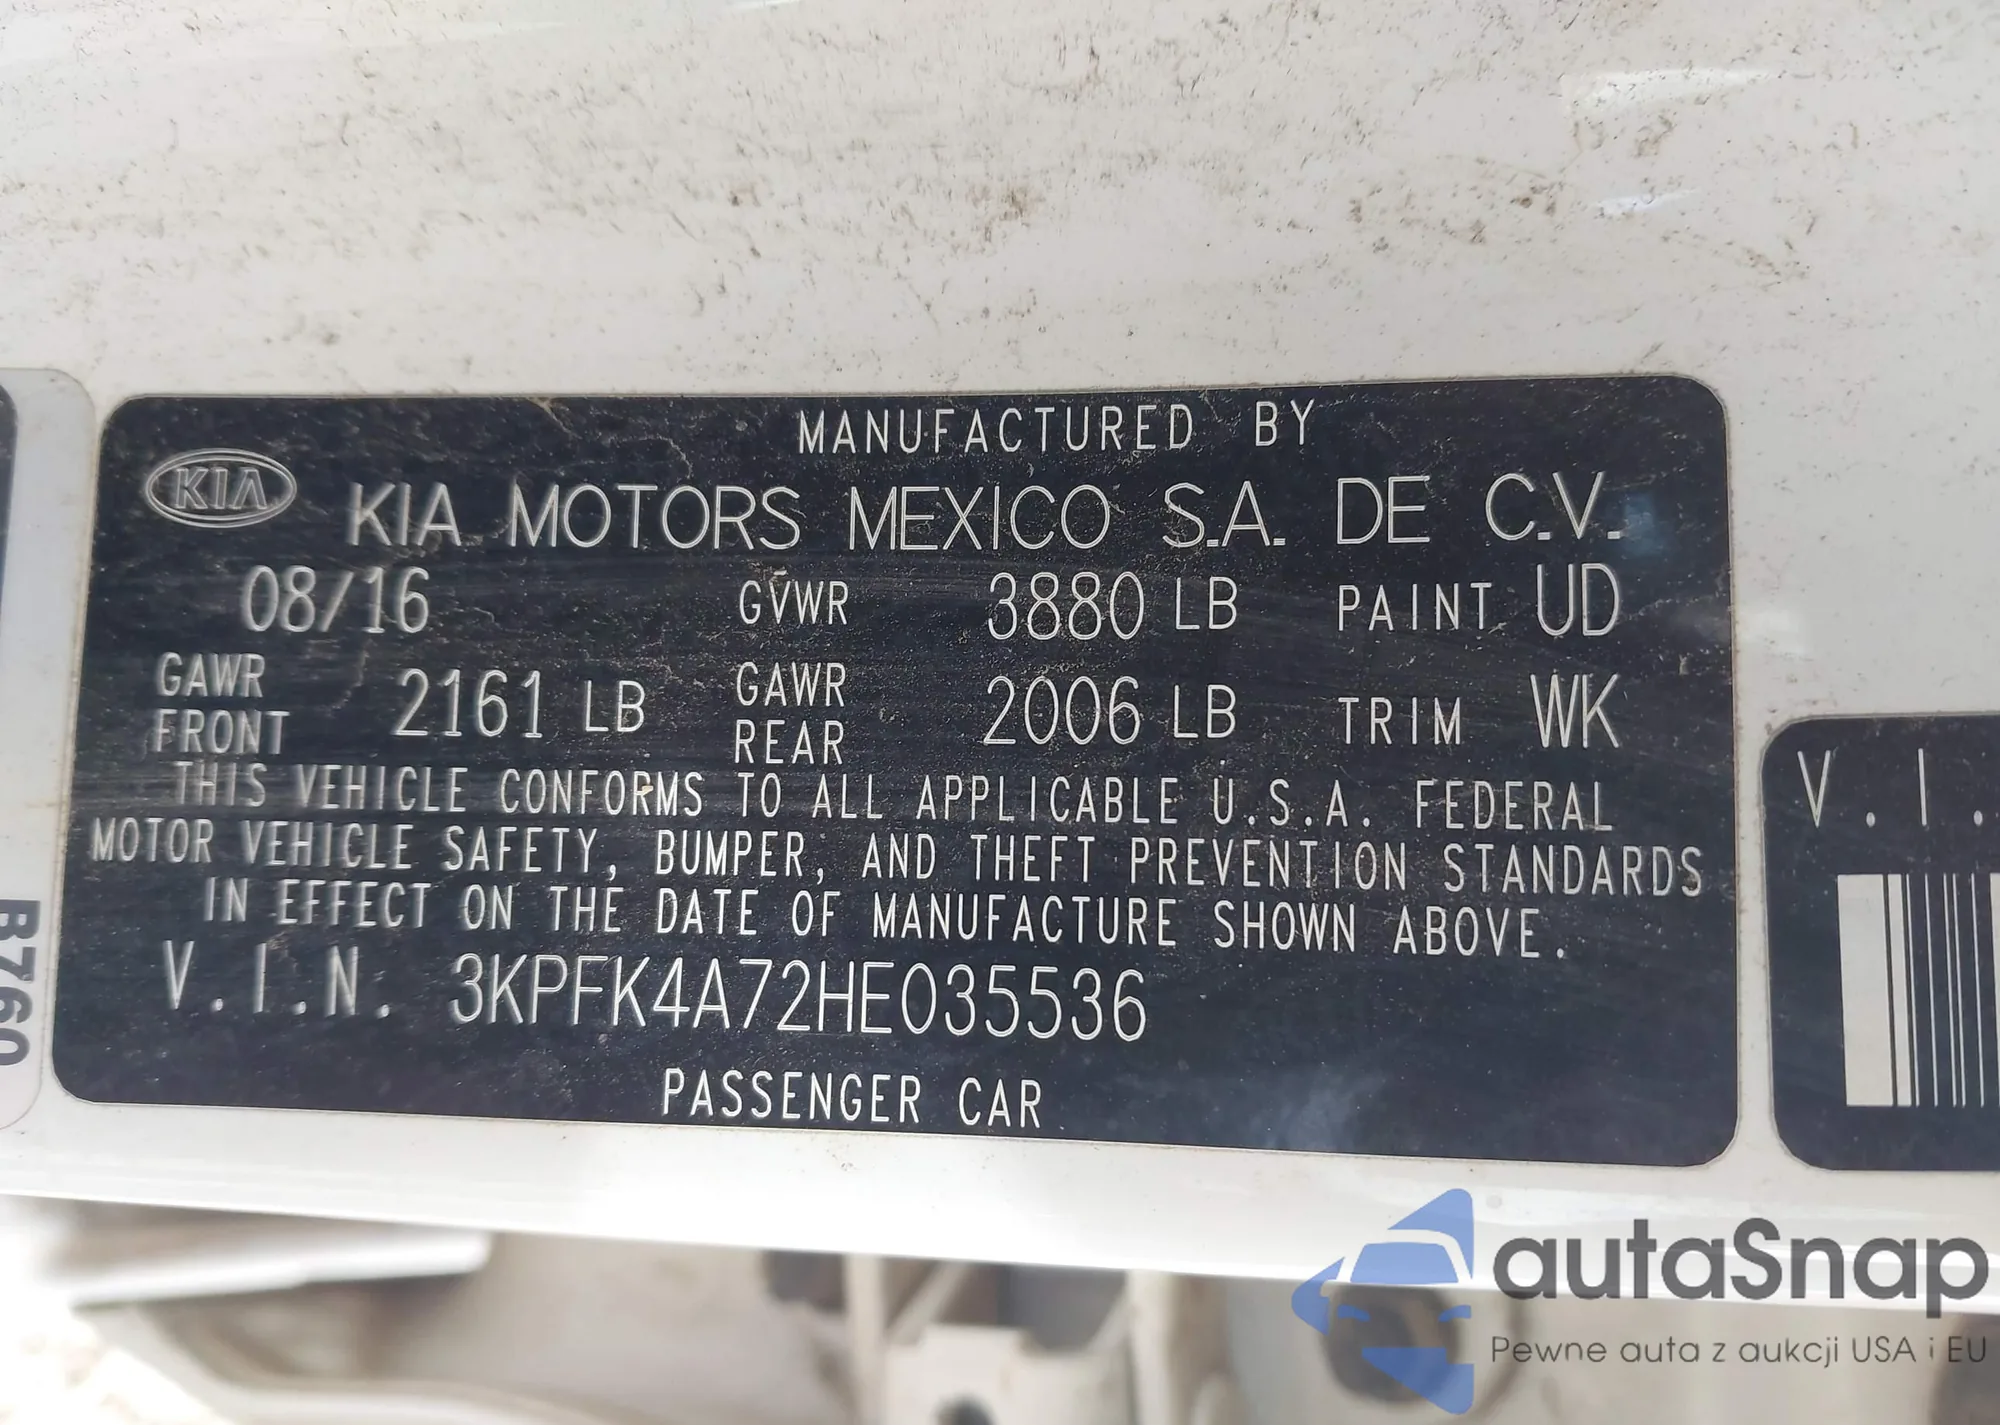 MANUFACTURED BY
KIA
KIA MOTORS MEXICO S.A. DE C.V.
08/16 GVWR 3880 LB PAINT UD
GAWR FRONT 2161 LB GAWR REAR 2006 LB TRIM WK
THIS VEHICLE CONFORMS TO ALL APPLICABLE U.S.A. FEDERAL
MOTOR VEHICLE SAFETY, BUMPER, AND THEFT PREVENTION STANDARDS
IN EFFECT ON THE DATE OF MANUFACTURE SHOWN ABOVE.
V.I.N. 3KPFK4A72HE035536
PASSENGER CAR
V.I.
B760
autaSnap
Pewne auta z aukcji USA i EU